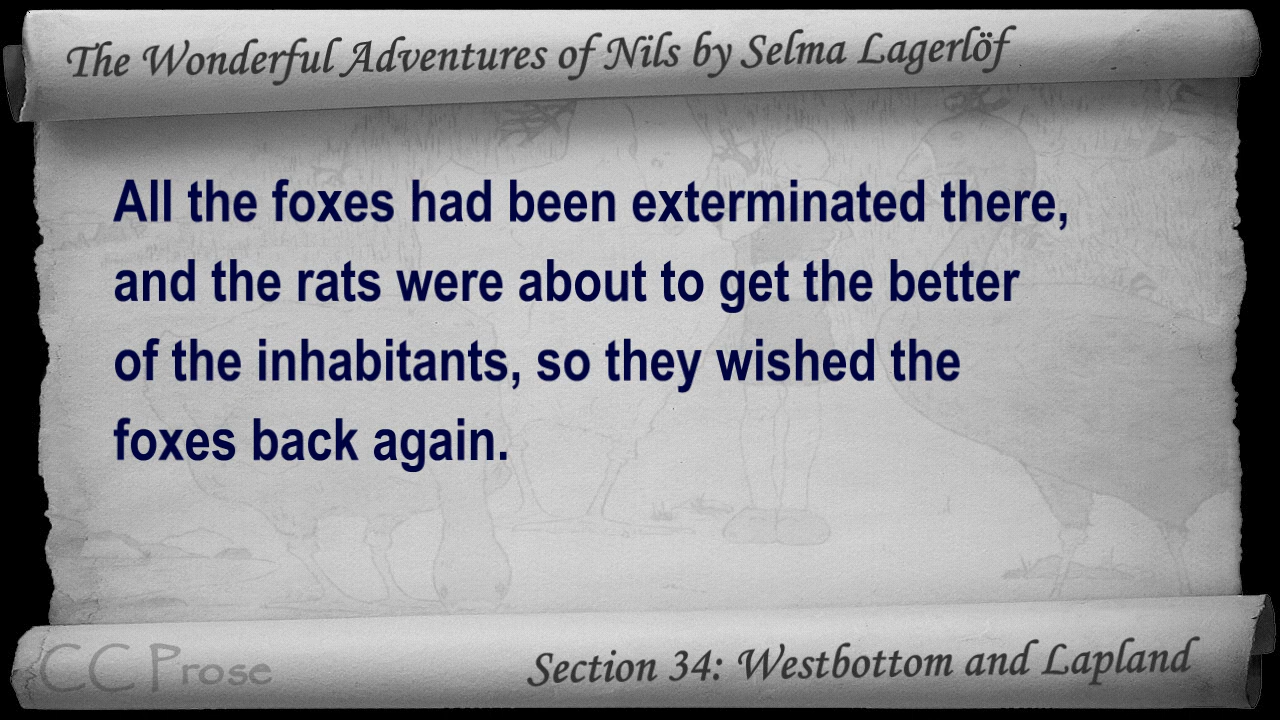 The Wonderful Adventures of Nils by Selma Lagerlöf
All the foxes had been exterminated there,
and the rats were about to get the better
of the inhabitants, so they wished the
foxes back again.
CC Prose
Section 34: Westbottom and Lapland